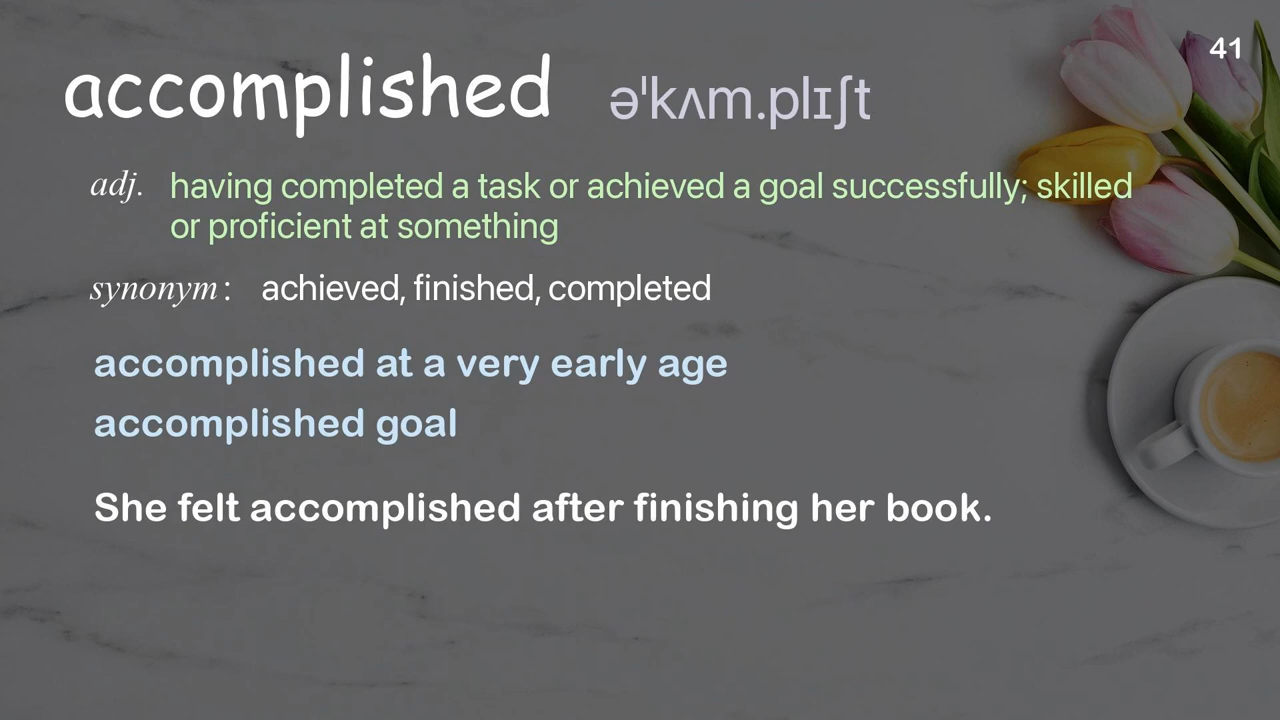 41
accomplished əˈkʌm.plɪʃt
adj. having completed a task or achieved a goal successfully; skilled
or proficient at something
synonym: achieved, finished, completed
accomplished at a very early age
accomplished goal
She felt accomplished after finishing her book.